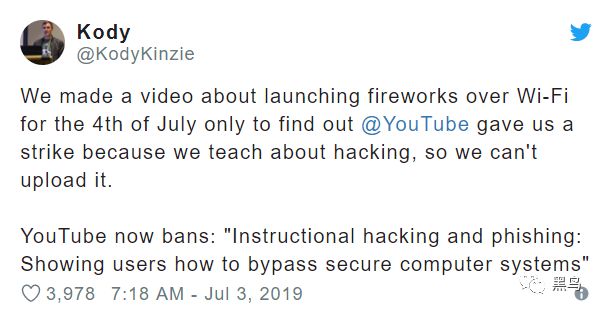 Kody
@KodyKinzie
We made a video about launching fireworks over Wi-Fi
for the 4th of July only to find out @YouTube gave us a
strike because we teach about hacking, so we can't
upload it.
YouTube now bans: "Instructional hacking and phishing:
Showing users how to bypass secure computer systems"
3,978 7:18 AM - Jul 3, 2019
黑鸟